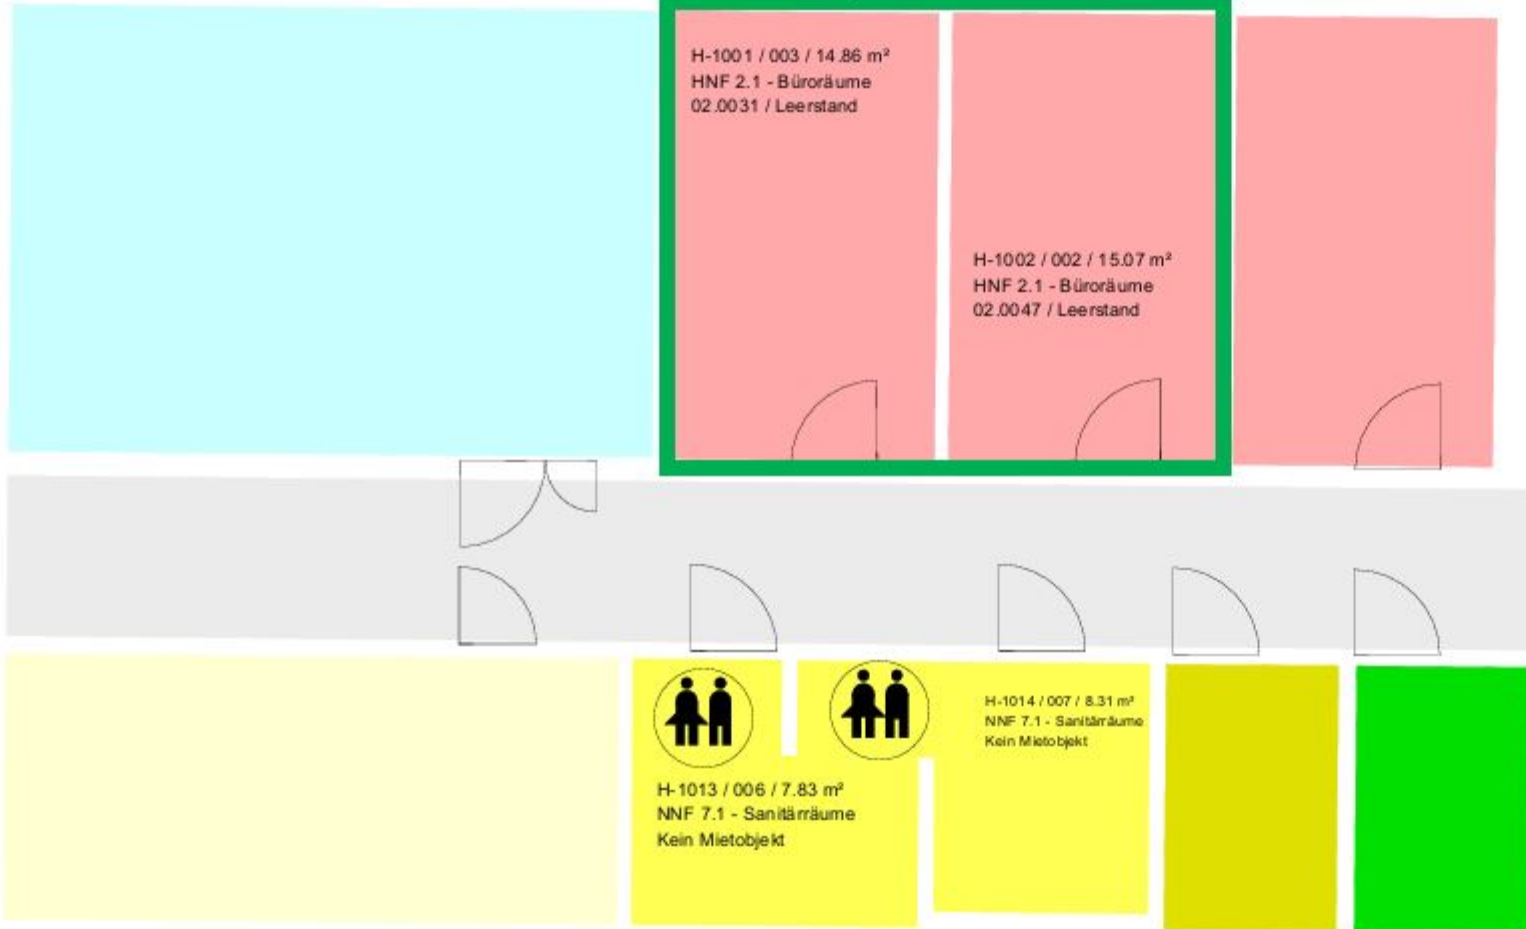 H-1001 / 003 / 14.86 m²
HNF 2.1 - Büroräume
02.0031 / Leerstand
H-1002 / 002 / 15.07 m²
HNF 2.1 - Büroräume
02.0047 / Leerstand
H-1014 / 007 / 8.31 m²
NNF 7.1 - Sanitärräume
Kein Mietobjekt
H-1013 / 006 / 7.83 m²
NNF 7.1 - Sanitärräume
Kein Mietobjekt